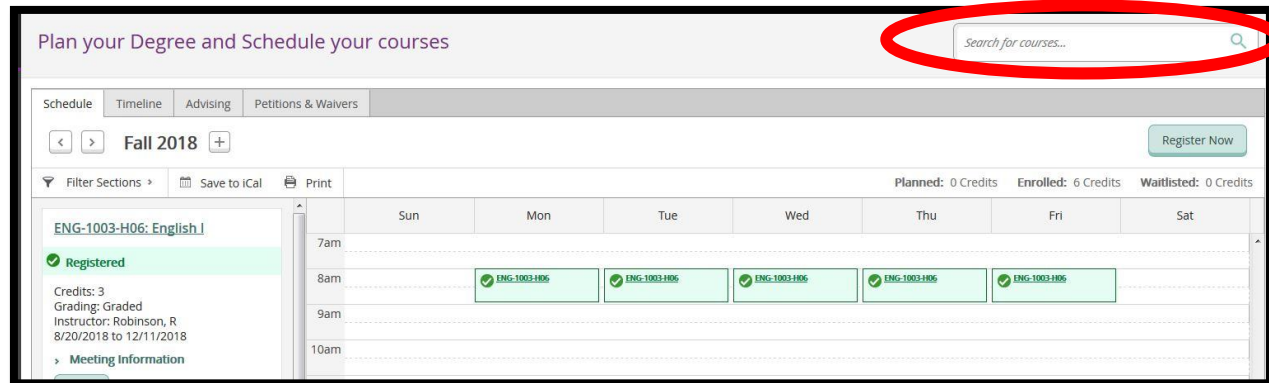 Plan your Degree and Schedule your courses
Search for courses...
Schedule Timeline Advising Petitions & Waivers
< > Fall 2018 +
Register Now
Filter Sections > Save to iCal Print Planned: 0 Credits Enrolled: 6 Credits Waitlisted: 0 Credits
Sun Mon Tue Wed Thu Fri Sat
ENG-1003-H06: English I
7am
Registered
8am ENG-1003-H06 ENG-1003-H06 ENG-1003-H06 ENG-1003-H06 ENG-1003-H06
Credits: 3
Grading: Graded
Instructor: Robinson, R
9am
8/20/2018 to 12/11/2018
10am
> Meeting Information